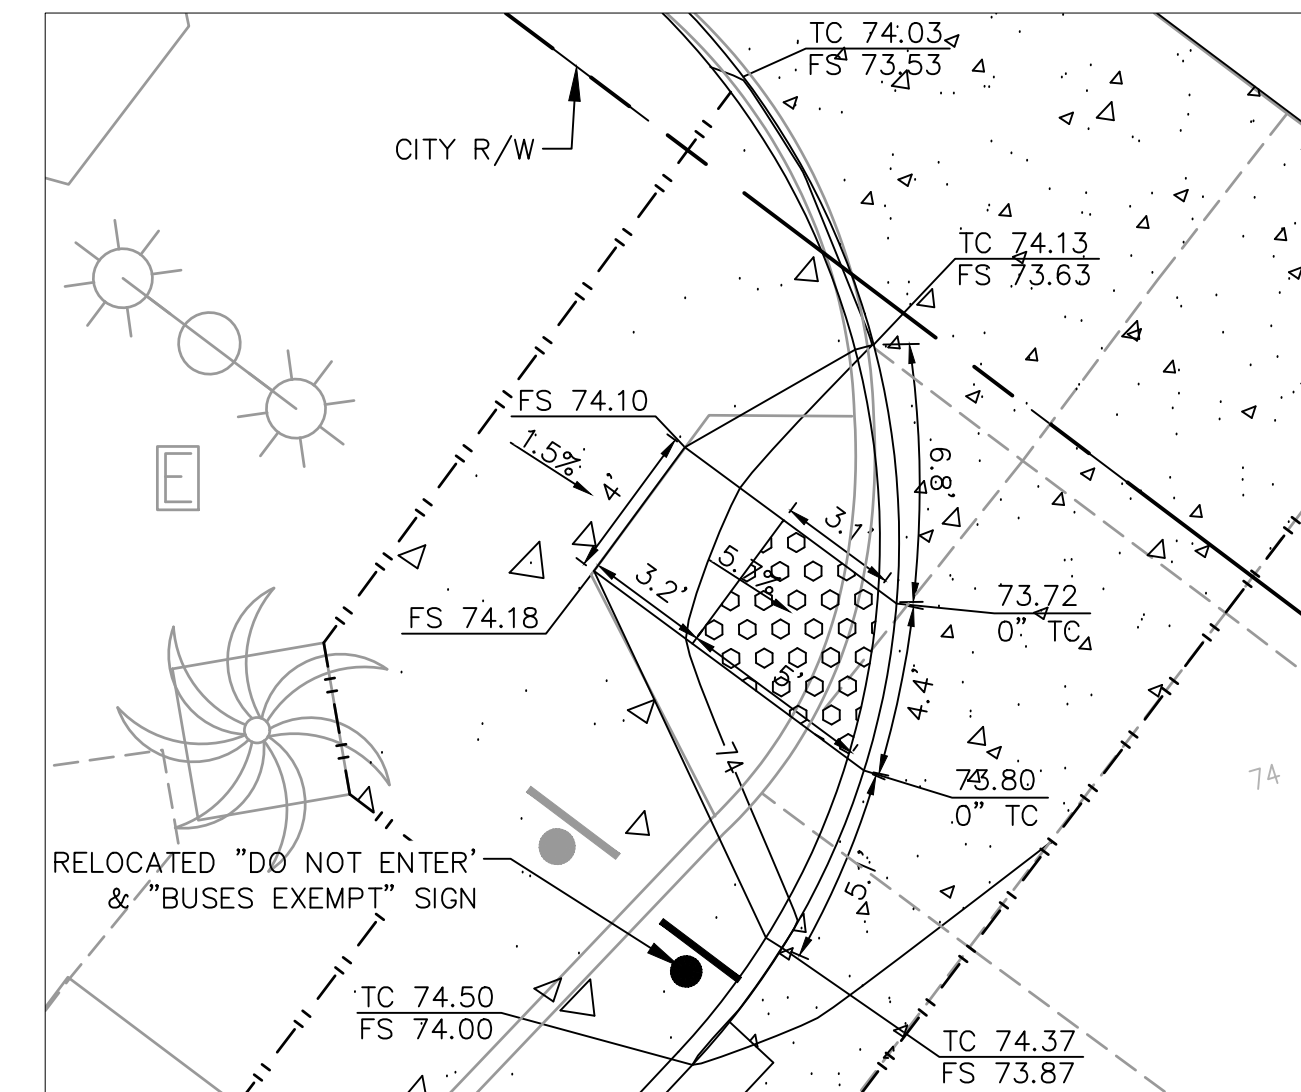 TC 74.03
FS 73.53
CITY R/W
TC 74.13
FS 73.63
FS 74.10
1.5%
4'
6.8'
3.1'
E
5.7%
3.2'
FS 74.18
73.72
0" TC
5'
4.4'
74
73.80
0" TC
74
RELOCATED "DO NOT ENTER'
& "BUSES EXEMPT" SIGN
5.1'
TC 74.50
FS 74.00
TC 74.37
FS 73.87